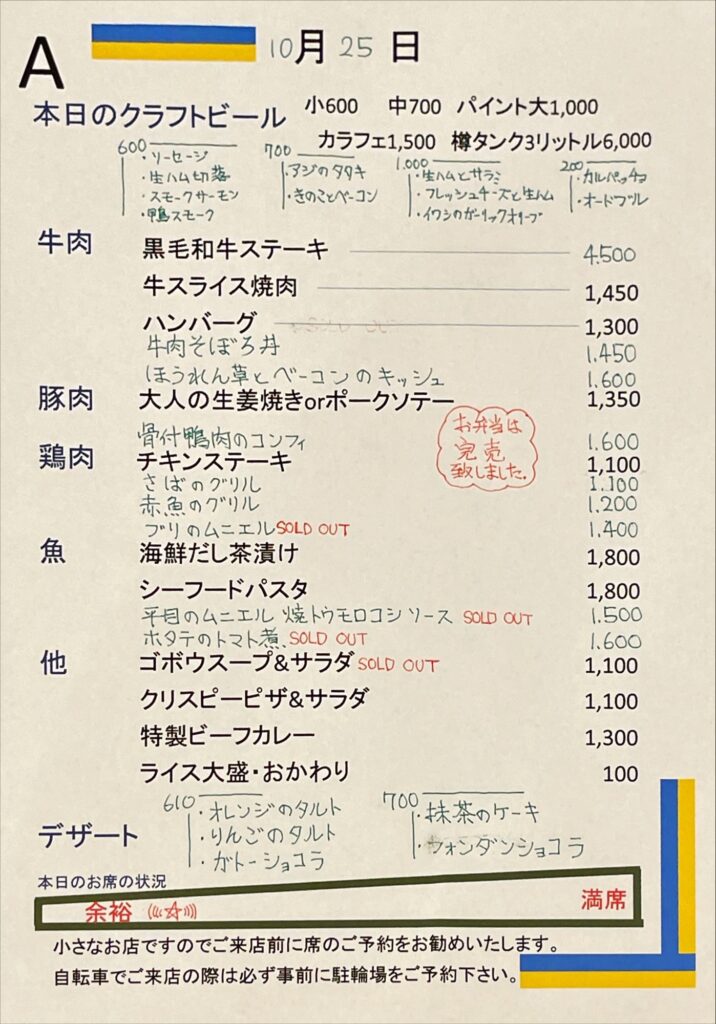 A
10月25日
本日のクラフトビール 小600 中700 パイント大1,000
カラフェ1,500 樽タンク3リットル6,000
600
・ソーセージ
・生ハム切落
・スモークサーモン
・鴨スモーク
700
・アジのタタキ
・きのことベーコン
1.000
・生ハムとサラミ
・フレッシュチーズと生ハム
・イワシのガーリックオリーブ
200
・カルパッチョ
・オードブル
牛肉 黒毛和牛ステーキ 4.500
牛スライス焼肉 1,450
ハンバーグ 1,300
牛肉そぼろ丼 1.450
ほうれん草とベーコンのキッシュ 1.600
豚肉 大人の生姜焼きorポークソテー 1,350
お弁当は
完売
致しました.
骨付鴨肉のコンフィ 1.600
鶏肉 チキンステーキ 1,100
さばのグリル 1.100
赤魚のグリル 1.200
ブリのムニエル SOLD OUT 1.400
魚 海鮮だし茶漬け 1,800
シーフードパスタ 1,800
平目のムニエル 焼トウモロコシソース SOLD OUT 1.500
ホタテのトマト煮 SOLD OUT 1.600
他 ゴボウスープ&サラダ SOLD OUT 1,100
クリスピーピザ&サラダ 1,100
特製ビーフカレー 1,300
ライス大盛・おかわり 100
デザート
610
・オレンジのタルト
・りんごのタルト
・ガトーショコラ
700
・抹茶のケーキ
・フォンダンショコラ
本日のお席の状況
余裕 満席
小さなお店ですのでご来店前に席のご予約をお勧めいたします。
自転車でご来店の際は必ず事前に駐輪場をご予約下さい。